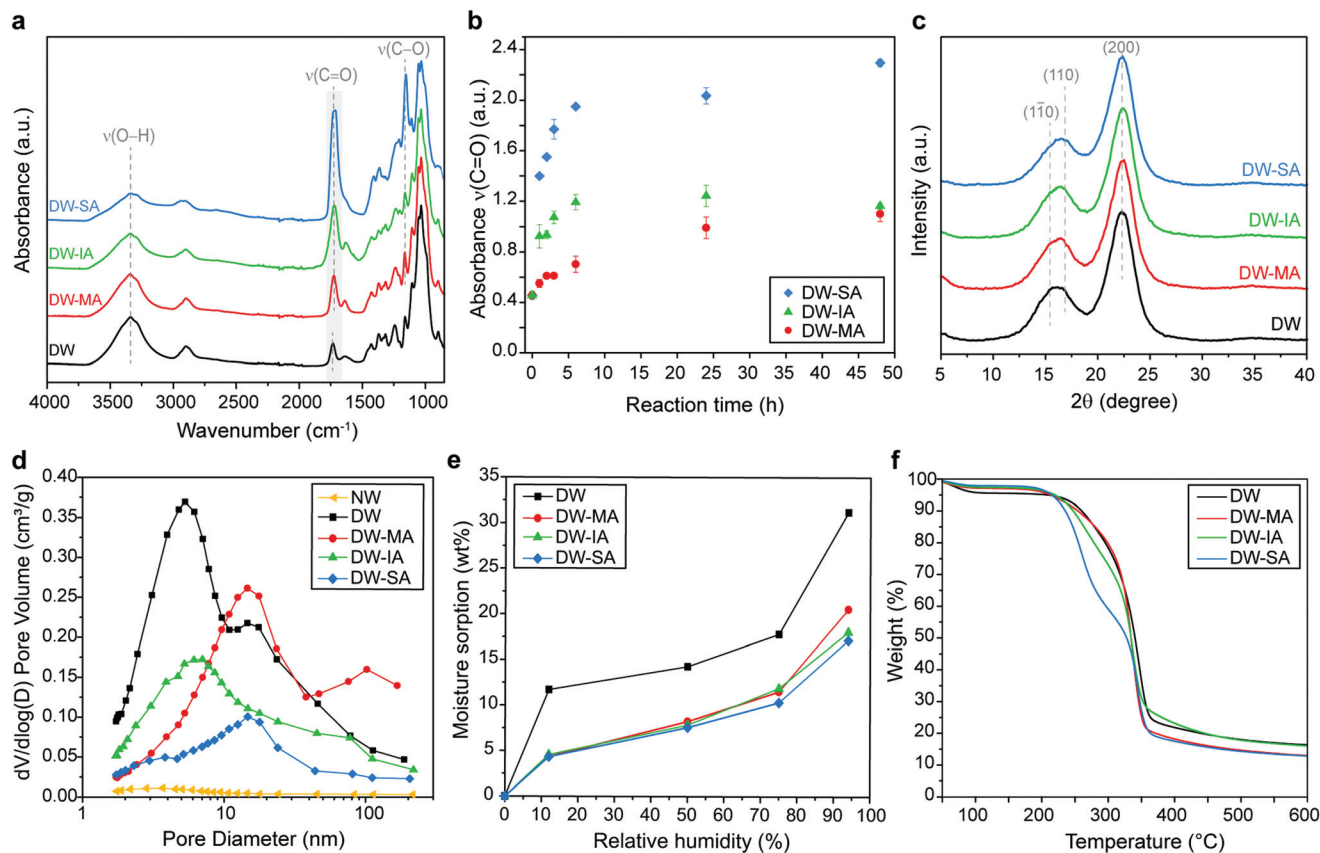 a
ν(O–H)
ν(C=O)
ν(C–O)
DW-SA
DW-IA
DW-MA
DW
Absorbance (a.u.)
4000 3500 3000 2500 2000 1500 1000
Wavenumber (cm⁻¹)
b
2.4
2.0
1.6
1.2
0.8
0.4
0.0
Absorbance ν(C=O) (a.u.)
DW-SA
DW-IA
DW-MA
0 5 10 15 20 25 30 35 40 45 50
Reaction time (h)
c
(200)
(110)
(11̅0)
DW-SA
DW-IA
DW-MA
DW
Intensity (a.u.)
5 10 15 20 25 30 35 40
2θ (degree)
d
0.40
0.35
0.30
0.25
0.20
0.15
0.10
0.05
0.00
dV/dlog(D) Pore Volume (cm³/g)
NW
DW
DW-MA
DW-IA
DW-SA
1 10 100
Pore Diameter (nm)
e
35
30
25
20
15
10
5
0
Moisture sorption (wt%)
DW
DW-MA
DW-IA
DW-SA
0 10 20 30 40 50 60 70 80 90 100
Relative humidity (%)
f
100
90
80
70
60
50
40
30
20
10
0
Weight (%)
DW
DW-MA
DW-IA
DW-SA
100 200 300 400 500 600
Temperature (°C)